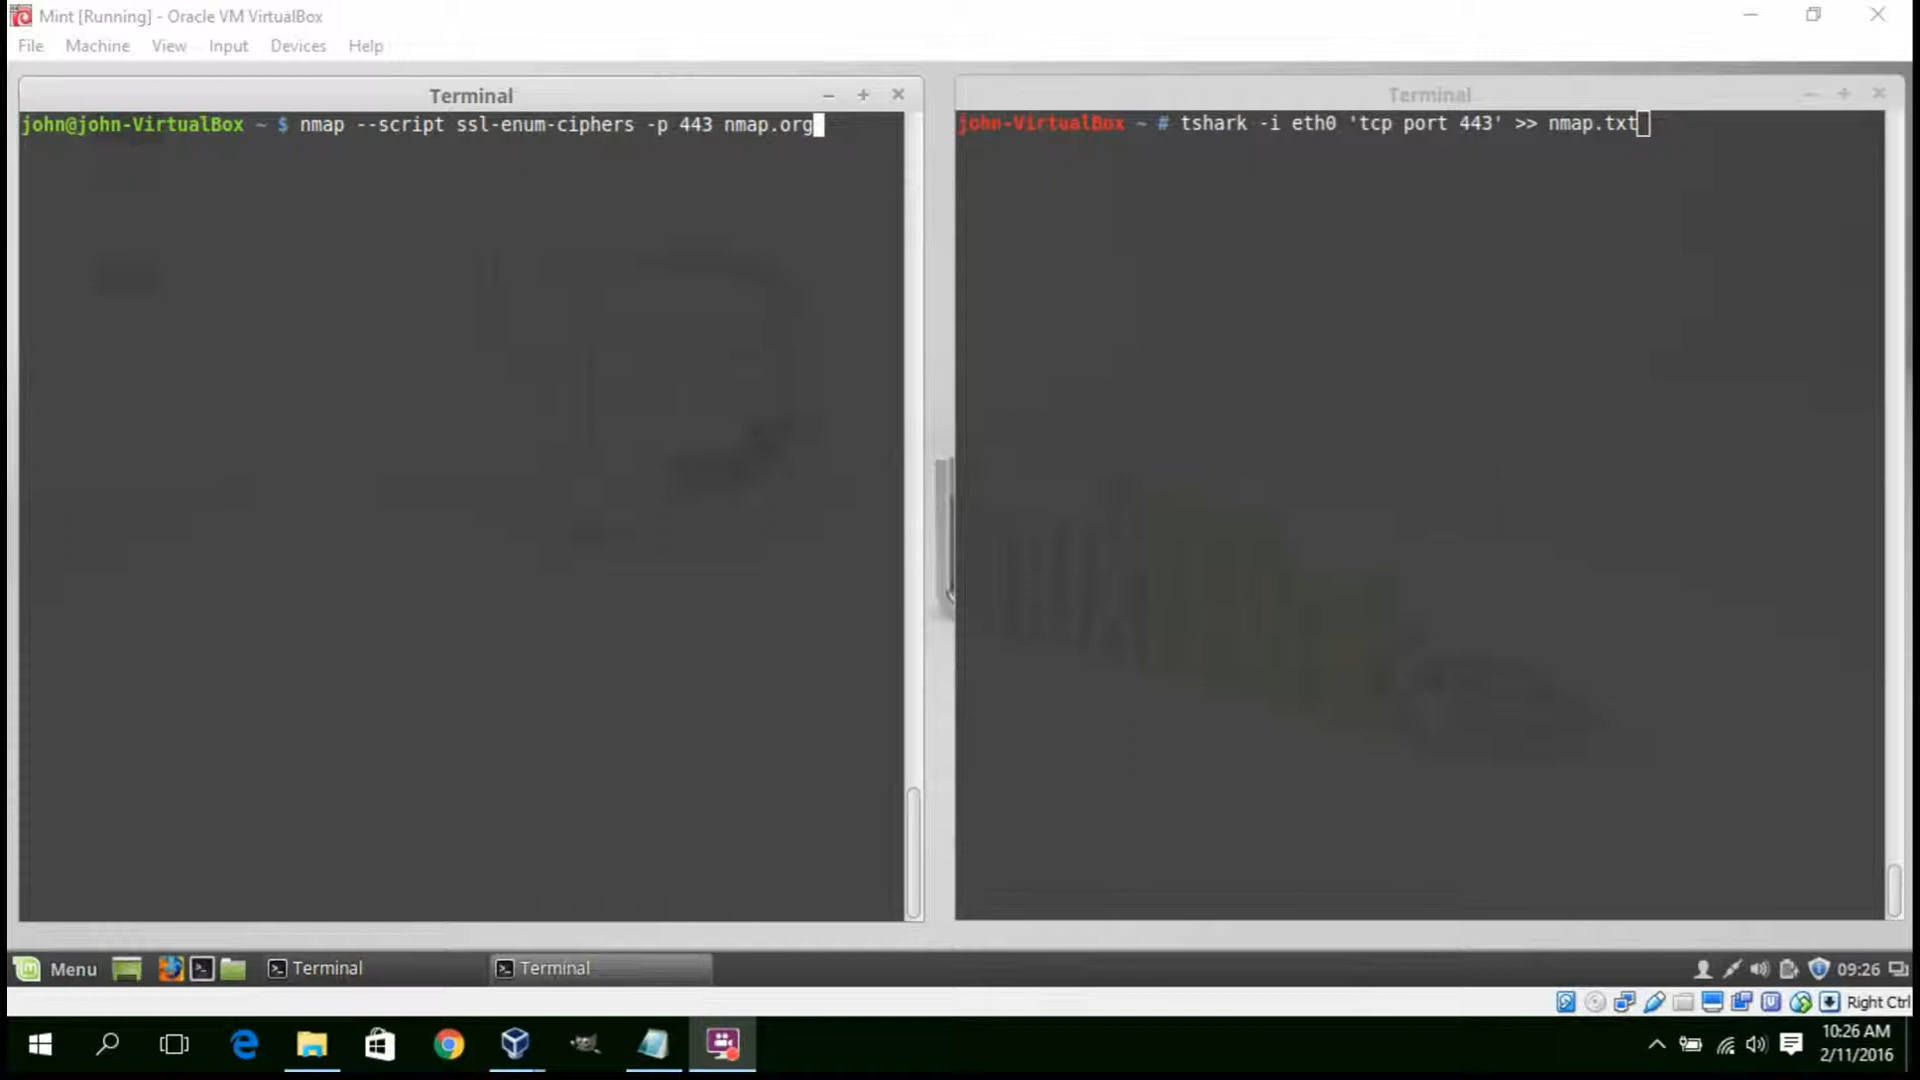 Mint [Running] - Oracle VM VirtualBox
File Machine View Input Devices Help
Terminal
john@john-VirtualBox ~ $ nmap --script ssl-enum-ciphers -p 443 nmap.org
Terminal
john-VirtualBox ~ # tshark -i eth0 'tcp port 443' >> nmap.txt
Menu Terminal Terminal 09:26
Right Ctrl
10:26 AM
2/11/2016